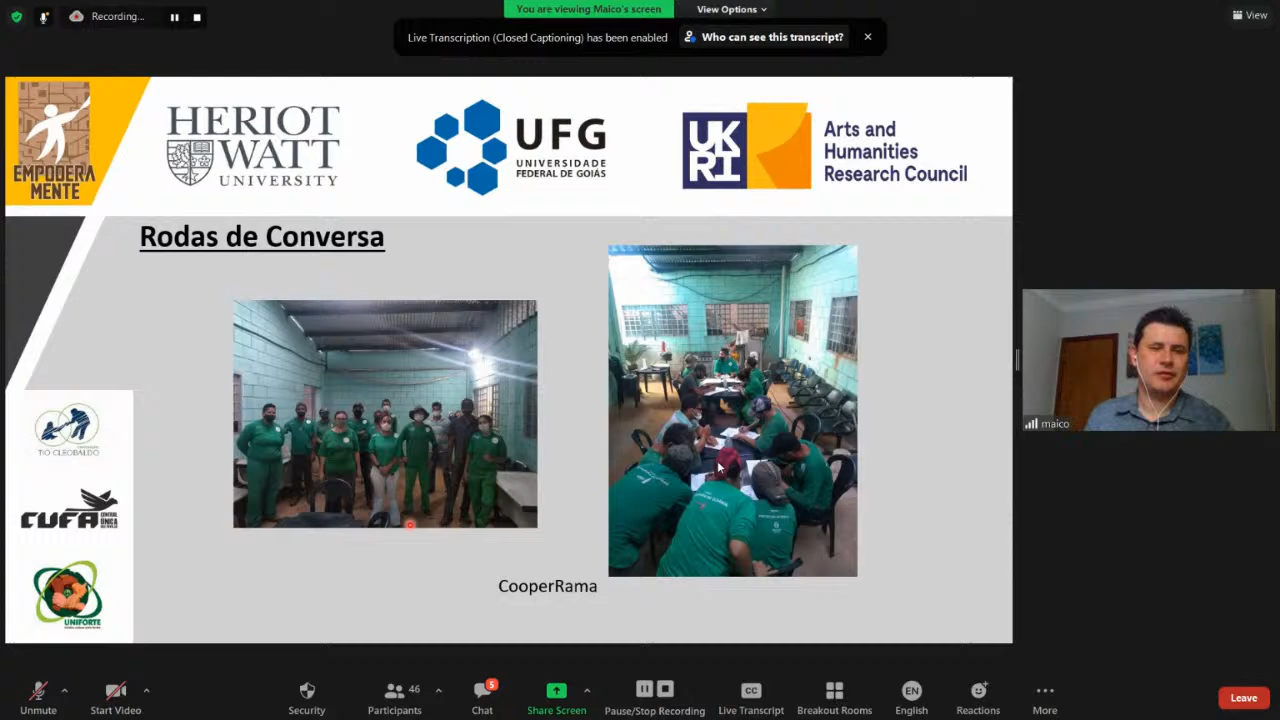 Recording...
You are viewing Maico's screen
View Options
View
Live Transcription (Closed Captioning) has been enabled
Who can see this transcript?
EMPODERA
MENTE
HERIOT
WATT
UNIVERSITY
UFG
UNIVERSIDADE
FEDERAL DE GOIÁS
UK
RI
Arts and
Humanities
Research Council
Rodas de Conversa
TIO CLEOBALDO
CUFA
CENTRAL
ÚNICA
UNIFORTE
CooperRama
maico
Unmute
Start Video
Security
46
Participants
5
Chat
Share Screen
Pause/Stop Recording
CC
Live Transcript
Breakout Rooms
EN
English
Reactions
More
Leave